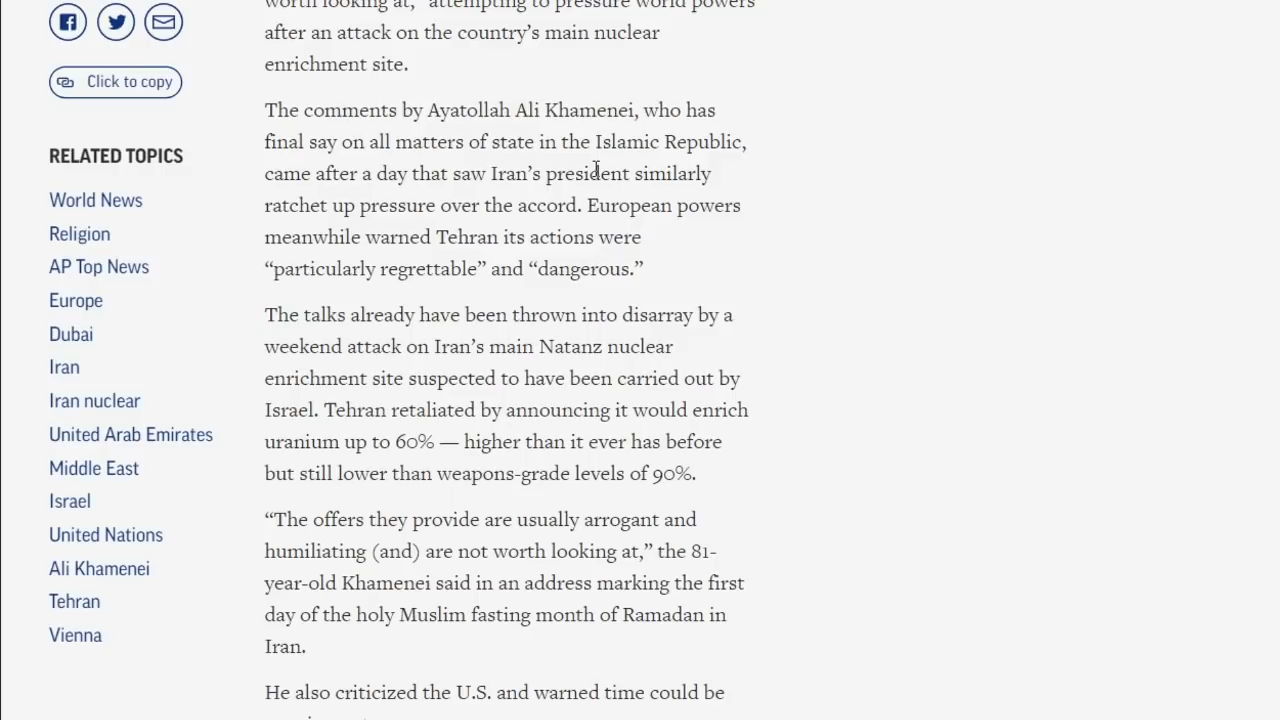 Click to copy
RELATED TOPICS
World News
Religion
AP Top News
Europe
Dubai
Iran
Iran nuclear
United Arab Emirates
Middle East
Israel
United Nations
Ali Khamenei
Tehran
Vienna
worth looking at,” attempting to pressure world powers
after an attack on the country’s main nuclear
enrichment site.
The comments by Ayatollah Ali Khamenei, who has
final say on all matters of state in the Islamic Republic,
came after a day that saw Iran’s president similarly
ratchet up pressure over the accord. European powers
meanwhile warned Tehran its actions were
“particularly regrettable” and “dangerous.”
The talks already have been thrown into disarray by a
weekend attack on Iran’s main Natanz nuclear
enrichment site suspected to have been carried out by
Israel. Tehran retaliated by announcing it would enrich
uranium up to 60% — higher than it ever has before
but still lower than weapons-grade levels of 90%.
“The offers they provide are usually arrogant and
humiliating (and) are not worth looking at,” the 81-
year-old Khamenei said in an address marking the first
day of the holy Muslim fasting month of Ramadan in
Iran.
He also criticized the U.S. and warned time could be